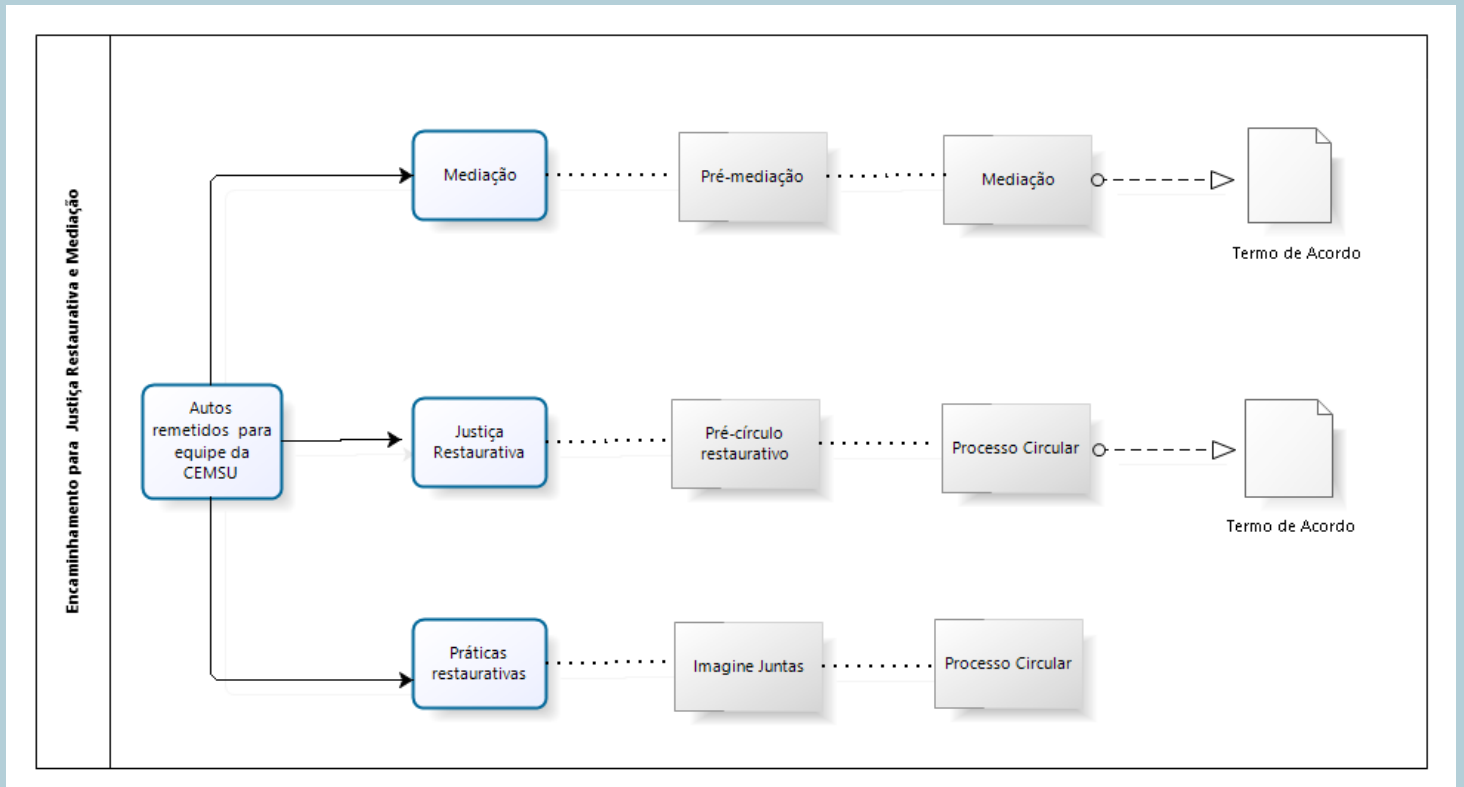 Encaminhamento para Justiça Restaurativa e Mediação
Mediação
Pré-mediação
Mediação
Termo de Acordo
Autos
remetidos para
equipe da
CEMSU
Justiça
Restaurativa
Pré-círculo
restaurativo
Processo Circular
Termo de Acordo
Práticas
restaurativas
Imagine Juntas
Processo Circular